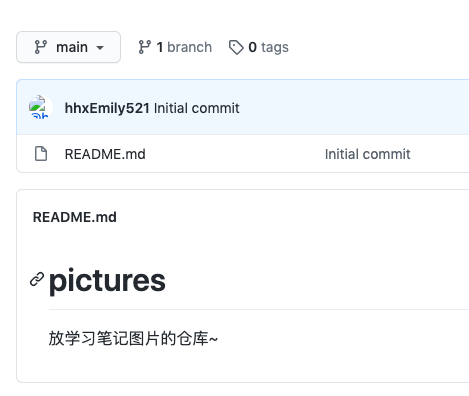 main
1 branch
0 tags
hhxEmily521 Initial commit
README.md Initial commit
README.md
pictures
放学习笔记图片的仓库~